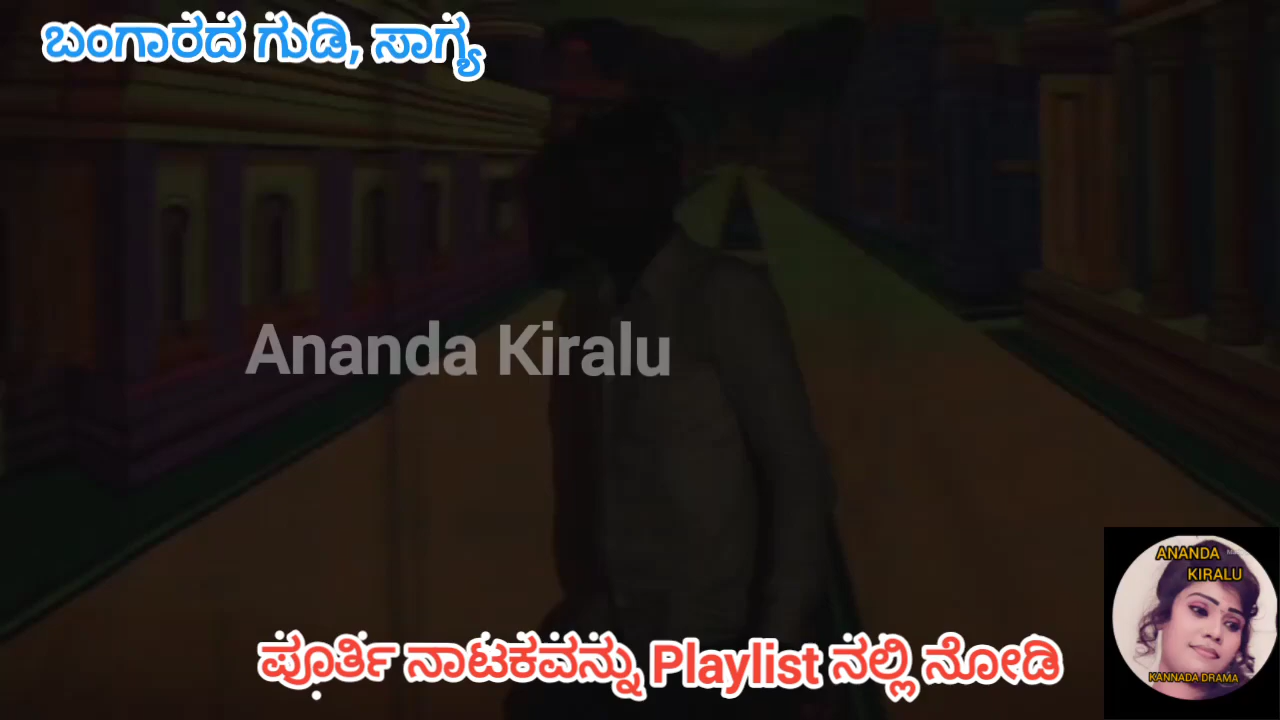 ಬಂಗಾರದ ಗುಡಿ, ಸಾಗ್ಯ
Ananda Kiralu
ANANDA
KIRALU
KANNADA DRAMA
ಪೂರ್ತಿ ನಾಟಕವನ್ನು Playlist ನಲ್ಲಿ ನೋಡಿ